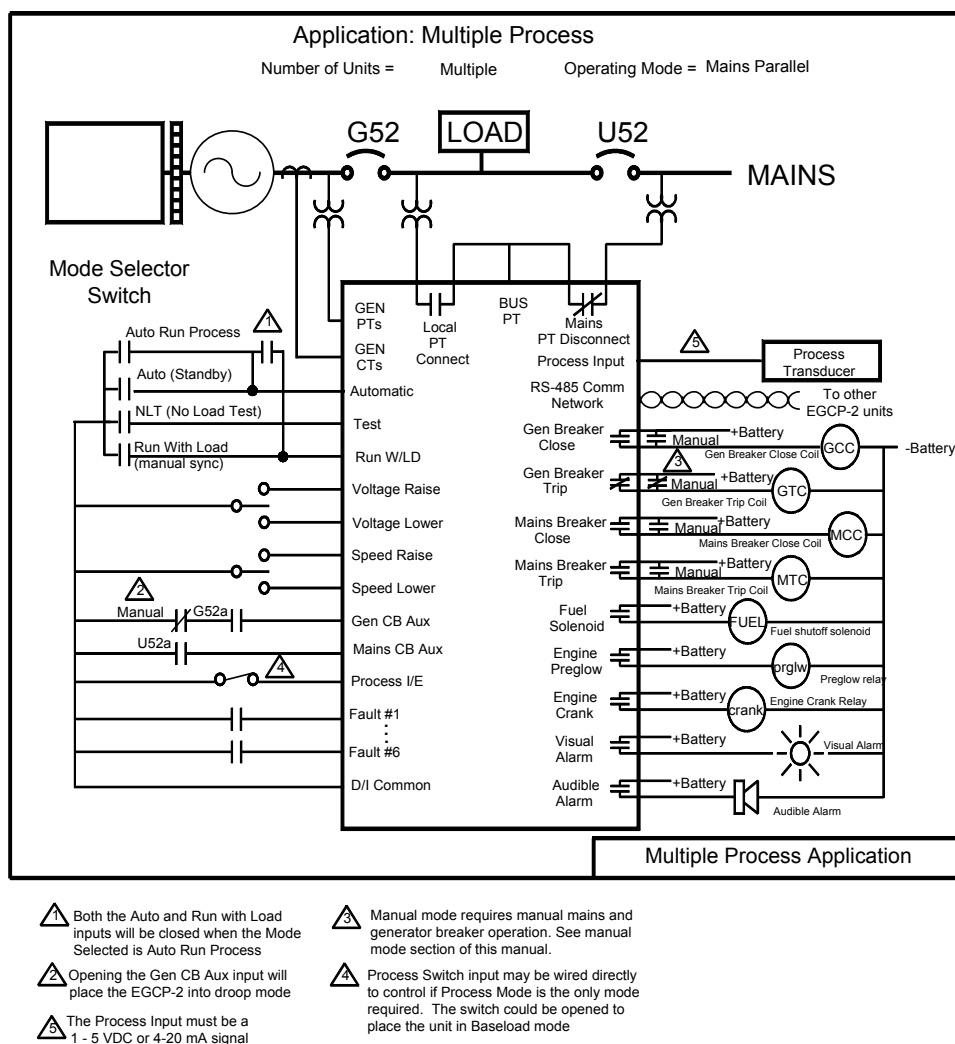 Application: Multiple Process
Number of Units = Multiple Operating Mode = Mains Parallel
G52
LOAD
U52
MAINS
Mode Selector
Switch
Auto Run Process
1
Auto (Standby)
NLT (No Load Test)
Run With Load
(manual sync)
2
Manual
G52a
U52a
4
GEN
PTs
GEN
CTs
Automatic
Test
Run W/LD
Voltage Raise
Voltage Lower
Speed Raise
Speed Lower
Gen CB Aux
Mains CB Aux
Process I/E
Fault #1
Fault #6
D/I Common
Local
PT
Connect
BUS
PT
Mains
PT Disconnect
Process Input
5
Process
Transducer
RS-485 Comm
Network
To other
EGCP-2 units
Gen Breaker
Close
Manual
+Battery
Gen Breaker Close Coil
GCC
-Battery
Gen Breaker
Trip
3
Manual
+Battery
Gen Breaker Trip Coil
GTC
Mains Breaker
Close
Manual
+Battery
Mains Breaker Close Coil
MCC
Mains Breaker
Trip
Manual
+Battery
Mains Breaker Trip Coil
MTC
Fuel
Solenoid
+Battery
FUEL
Fuel shutoff solenoid
Engine
Preglow
+Battery
prglw
Preglow relay
Engine
Crank
+Battery
crank
Engine Crank Relay
Visual
Alarm
+Battery
Visual Alarm
Audible
Alarm
+Battery
Audible Alarm
Multiple Process Application
1 Both the Auto and Run with Load
inputs will be closed when the Mode
Selected is Auto Run Process
2 Opening the Gen CB Aux input will
place the EGCP-2 into droop mode
5 The Process Input must be a
1 - 5 VDC or 4-20 mA signal
3 Manual mode requires manual mains and
generator breaker operation. See manual
mode section of this manual.
4 Process Switch input may be wired directly
to control if Process Mode is the only mode
required. The switch could be opened to
place the unit in Baseload mode